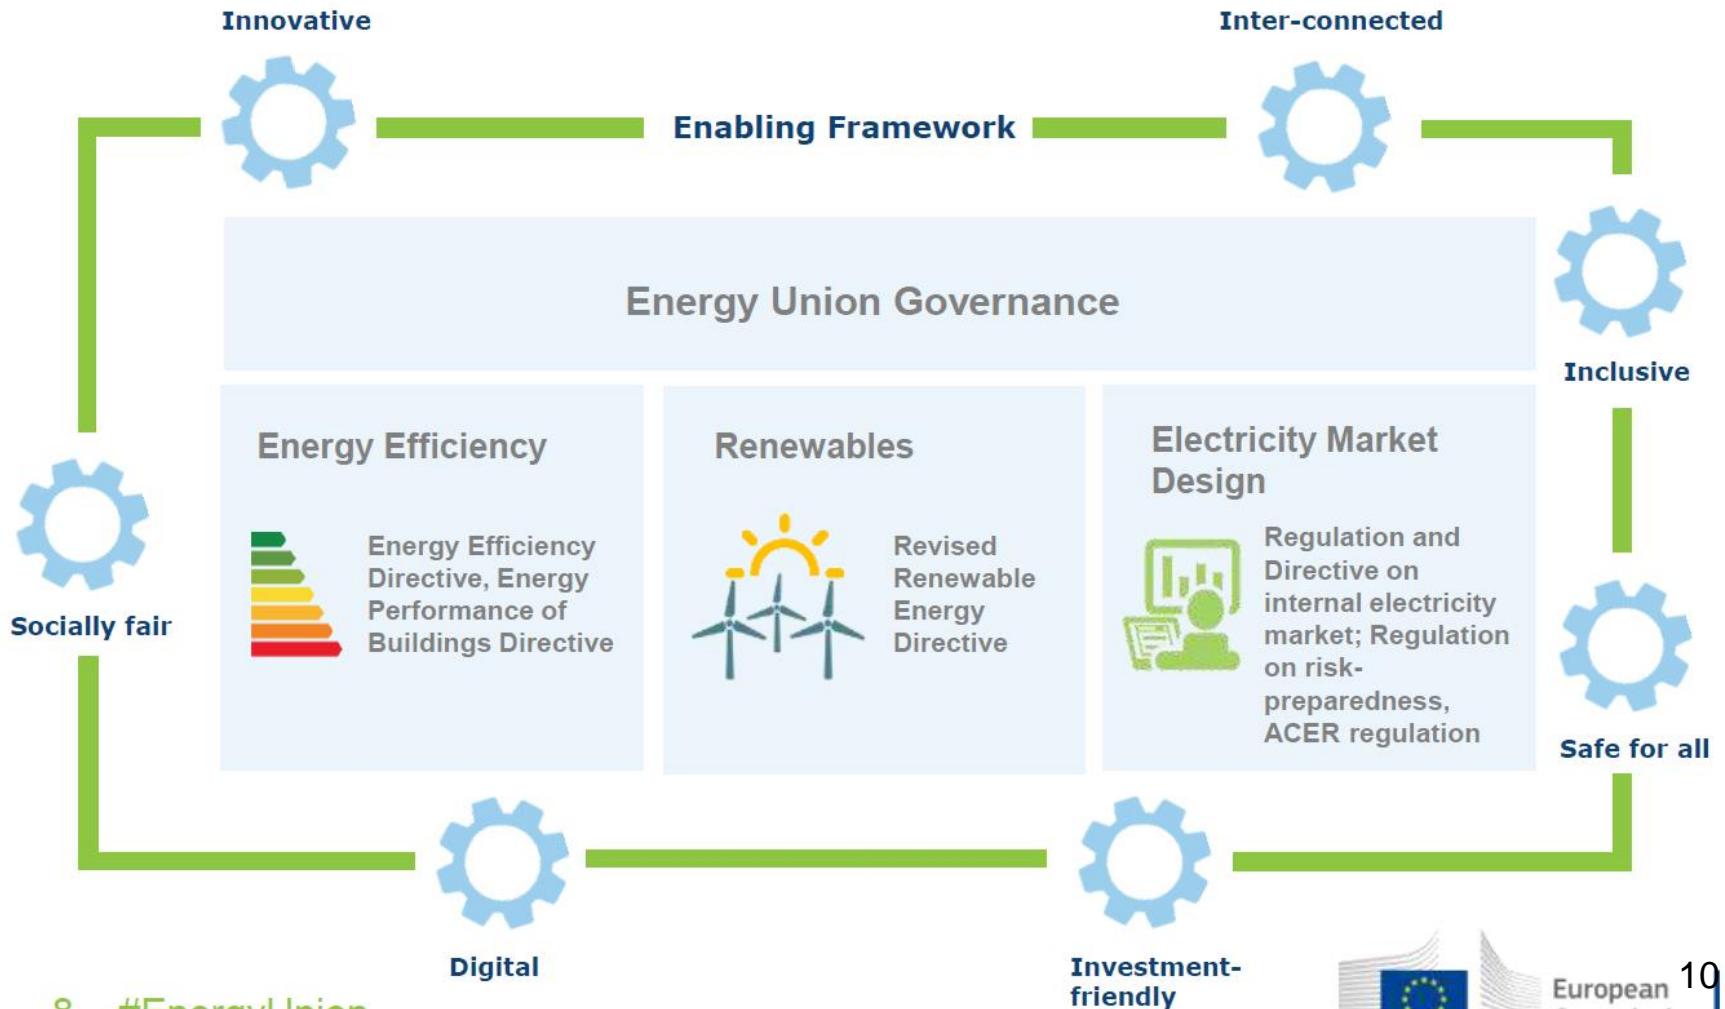 Innovative
Inter-connected
Enabling Framework
Energy Union Governance
Inclusive
Energy Efficiency
Energy Efficiency
Directive, Energy
Performance of
Buildings Directive
Renewables
Revised
Renewable
Energy
Directive
Electricity Market
Design
Regulation and
Directive on
internal electricity
market; Regulation
on risk-
preparedness,
ACER regulation
Socially fair
Safe for all
Digital
Investment-
friendly
8 #EnergyUnion
European
10